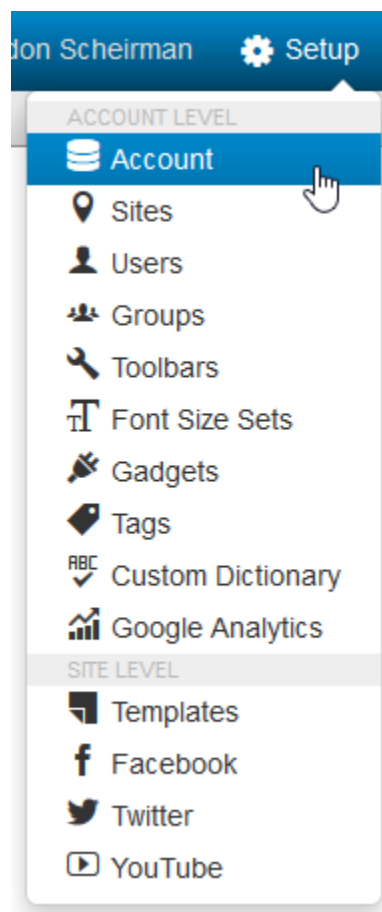 don Scheirman Setup
ACCOUNT LEVEL
Account
Sites
Users
Groups
Toolbars
Font Size Sets
Gadgets
Tags
ABC Custom Dictionary
Google Analytics
SITE LEVEL
Templates
Facebook
Twitter
YouTube